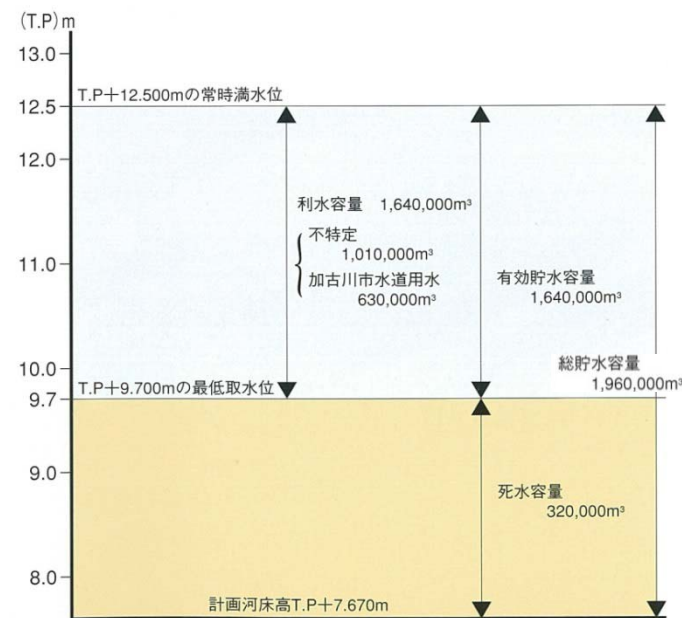 (T.P) m
13.0
T.P+12.500mの常時満水位
12.5
12.0
利水容量 1,640,000m³
不特定
1,010,000m³
加古川市水道用水
630,000m³
11.0
有効貯水容量
1,640,000m³
10.0
総貯水容量
1,960,000m³
T.P+9.700mの最低取水位
9.7
9.0
死水容量
320,000m³
8.0
計画河床高T.P+7.670m